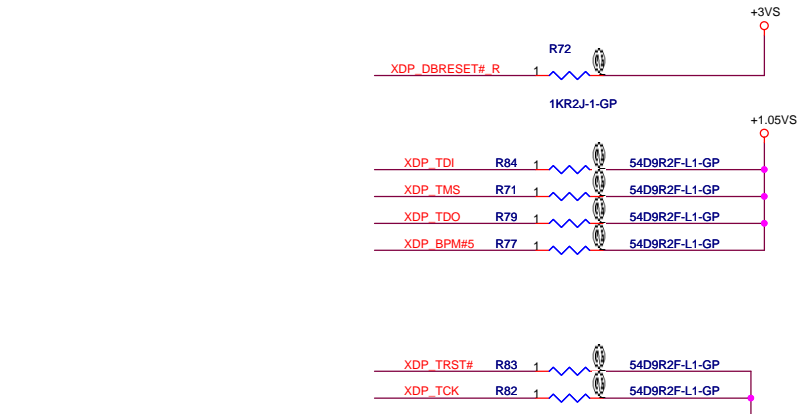 +3VS
R72
XDP_DBRESET#_R 1
1KR2J-1-GP
+1.05VS
XDP_TDI R84 1 54D9R2F-L1-GP
XDP_TMS R71 1 54D9R2F-L1-GP
XDP_TDO R79 1 54D9R2F-L1-GP
XDP_BPM#5 R77 1 54D9R2F-L1-GP
XDP_TRST# R83 1 54D9R2F-L1-GP
XDP_TCK R82 1 54D9R2F-L1-GP